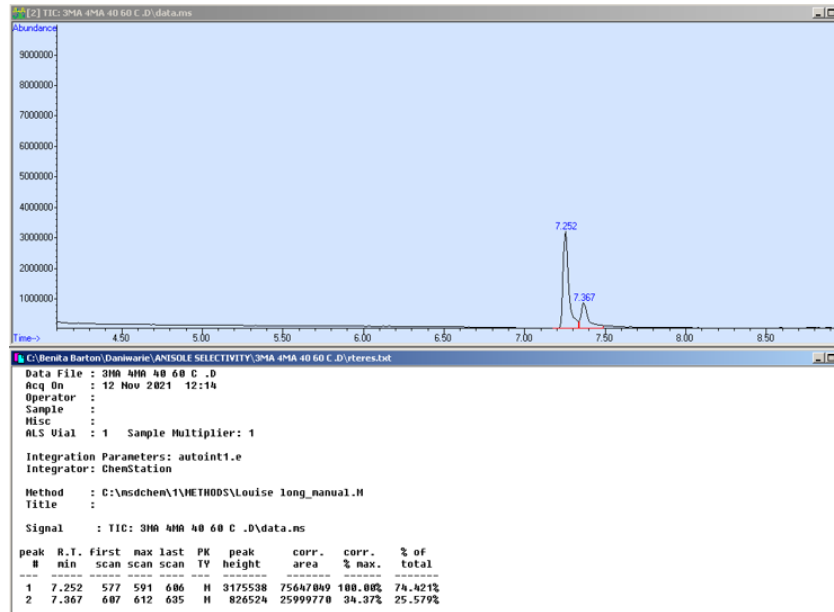 [2] TIC: 3MA 4MA 40 60 C .D\data.ms
Abundance
9000000
8000000
7000000
6000000
5000000
4000000
3000000
2000000
1000000
7.252
7.367
Time-->
4.50 5.00 5.50 6.00 6.50 7.00 7.50 8.00 8.50
C:\Benita Barton\Daniwarie\ANISOLE SELECTIVITY\3MA 4MA 40 60 C .D\rteres.txt
Data File : 3MA 4MA 40 60 C .D
Acq On : 12 Nov 2021 12:14
Operator :
Sample :
Misc :
ALS Vial : 1 Sample Multiplier: 1
Integration Parameters: autoint1.e
Integrator: ChemStation
Method : C:\msdchem\1\METHODS\Louise long_manual.M
Title :
Signal : TIC: 3MA 4MA 40 60 C .D\data.ms
peak R.T. first max last PK peak corr. corr. % of
# min scan scan scan TY height area % max. total
--- ----- ----- ---- ---- --- ------- ------- ------ -------
1 7.252 577 591 606 M 3175538 75647049 100.00% 74.421%
2 7.367 607 612 635 M 826524 25999770 34.37% 25.579%